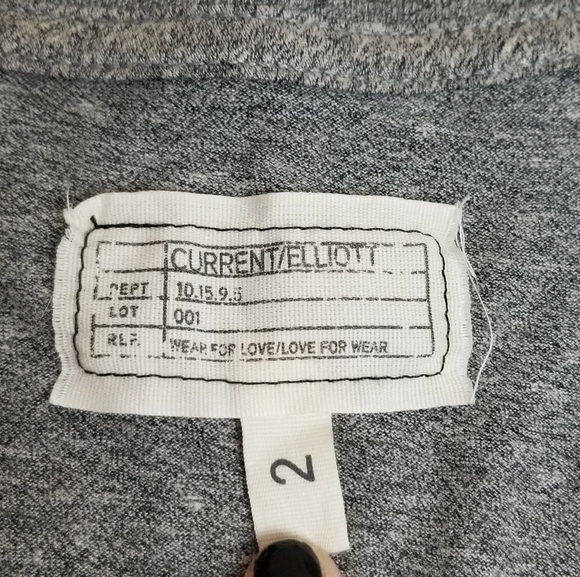 CURRENT/ELLIOTT
DEPT 10.15.9.5
LOT 001
REF. WEAR FOR LOVE/LOVE FOR WEAR
2